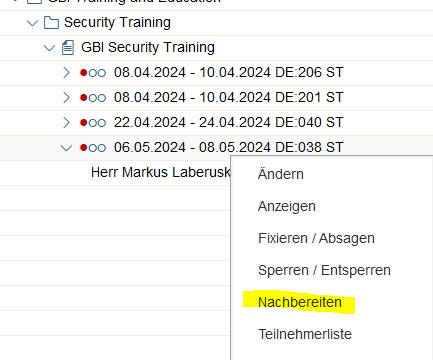 GBI Training and Education
Security Training
GBI Security Training
08.04.2024 - 10.04.2024 DE:206 ST
08.04.2024 - 10.04.2024 DE:201 ST
22.04.2024 - 24.04.2024 DE:040 ST
06.05.2024 - 08.05.2024 DE:038 ST
Herr Markus Laberusk
Ändern
Anzeigen
Fixieren / Absagen
Sperren / Entsperren
Nachbereiten
Teilnehmerliste